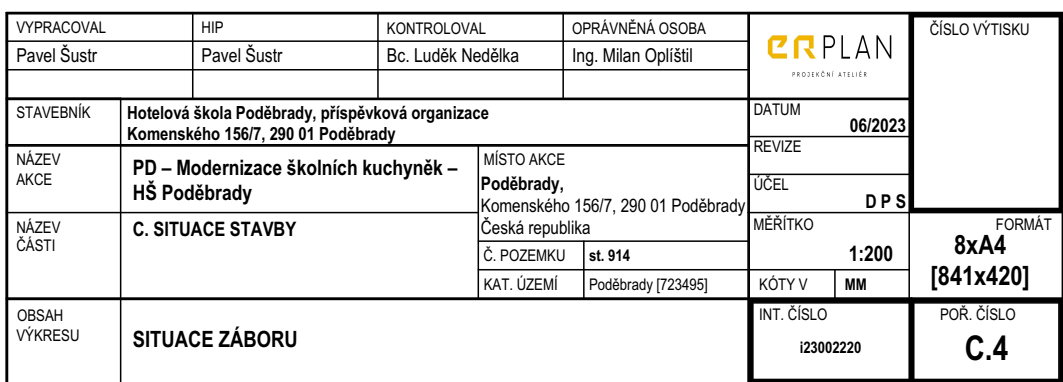 VYPRACOVAL HIP KONTROLOVAL OPRÁVNĚNÁ OSOBA
Pavel Šustr Pavel Šustr Bc. Luděk Nedělka Ing. Milan Oplíštil
ERPLAN
PROJEKČNÍ ATELIÉR
ČÍSLO VÝTISKU
STAVEBNÍK Hotelová škola Poděbrady, příspěvková organizace
Komenského 156/7, 290 01 Poděbrady
DATUM
06/2023
REVIZE
NÁZEV
AKCE
PD – Modernizace školních kuchyněk –
HŠ Poděbrady
MÍSTO AKCE
Poděbrady,
Komenského 156/7, 290 01 Poděbrady
Česká republika
ÚČEL
D P S
NÁZEV
ČÁSTI
C. SITUACE STAVBY
Č. POZEMKU st. 914
KAT. ÚZEMÍ Poděbrady [723495]
MĚŘÍTKO
1:200
KÓTY V MM
FORMÁT
8xA4
[841x420]
OBSAH
VÝKRESU
SITUACE ZÁBORU
INT. ČÍSLO
i23002220
POŘ. ČÍSLO
C.4